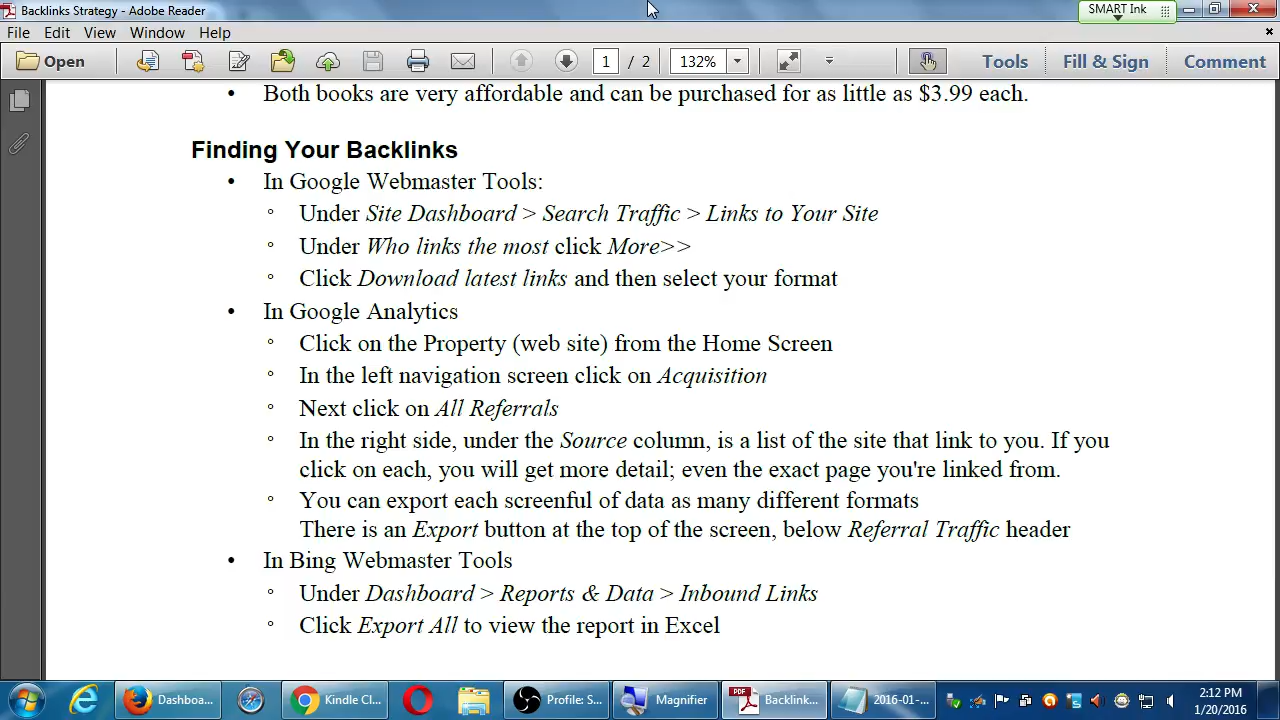 Backlinks Strategy - Adobe Reader
SMART Ink
File Edit View Window Help
Open 1 / 2 132% Tools Fill & Sign Comment
• Both books are very affordable and can be purchased for as little as $3.99 each.
Finding Your Backlinks
• In Google Webmaster Tools:
◦ Under Site Dashboard > Search Traffic > Links to Your Site
◦ Under Who links the most click More>>
◦ Click Download latest links and then select your format
• In Google Analytics
◦ Click on the Property (web site) from the Home Screen
◦ In the left navigation screen click on Acquisition
◦ Next click on All Referrals
◦ In the right side, under the Source column, is a list of the site that link to you. If you
click on each, you will get more detail; even the exact page you're linked from.
◦ You can export each screenful of data as many different formats
There is an Export button at the top of the screen, below Referral Traffic header
• In Bing Webmaster Tools
◦ Under Dashboard > Reports & Data > Inbound Links
◦ Click Export All to view the report in Excel
Dashboa... Kindle Cl... Profile: S... Magnifier Backlink... 2016-01-...
2:12 PM
1/20/2016